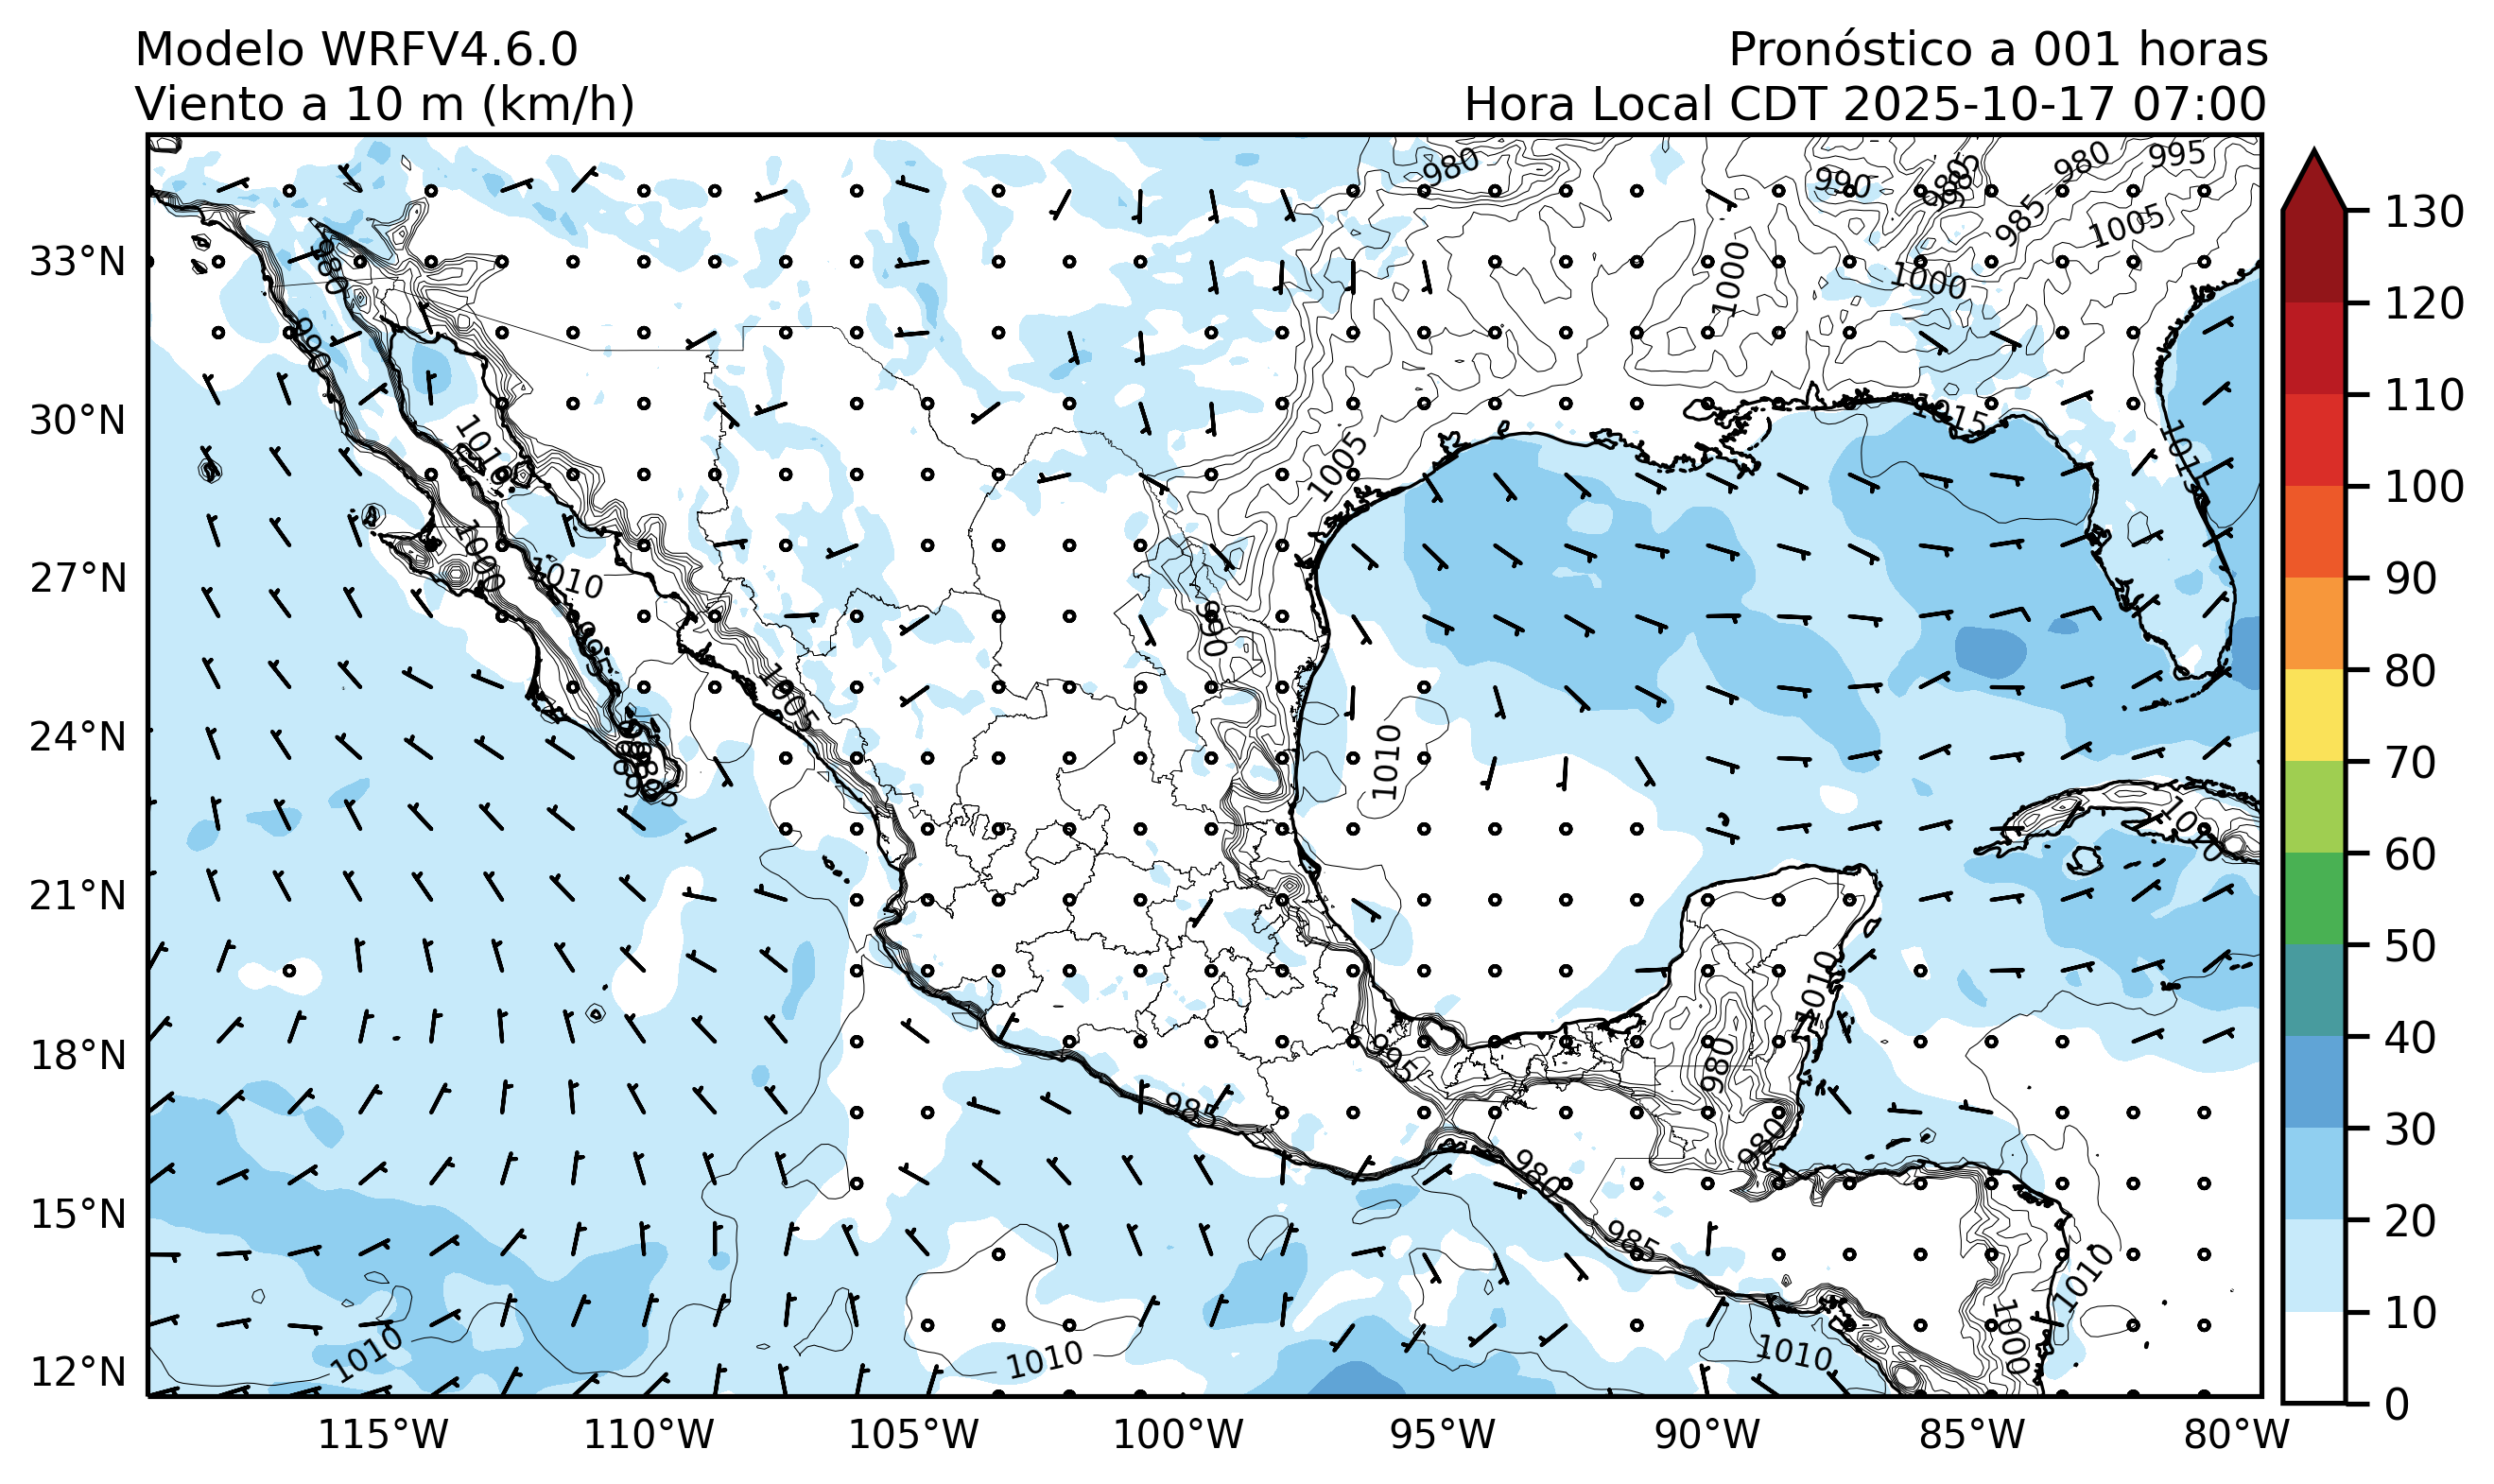 Modelo WRFV4.6.0
Pronóstico a 001 horas
Viento a 10 m (km/h)
Hora Local CDT 2025-10-17 07:00
980
990
985
985
980
995
985
1005
1000
1000
980
990
1010
1005
1015
1015
1000
1010
995
990
1005
1010
985
1010
1010
995
980
980
985
980
985
1010
1000
1010
1010
1010
33°N
30°N
27°N
24°N
21°N
18°N
15°N
12°N
115°W
110°W
105°W
100°W
95°W
90°W
85°W
80°W
130
120
110
100
90
80
70
60
50
40
30
20
10
0